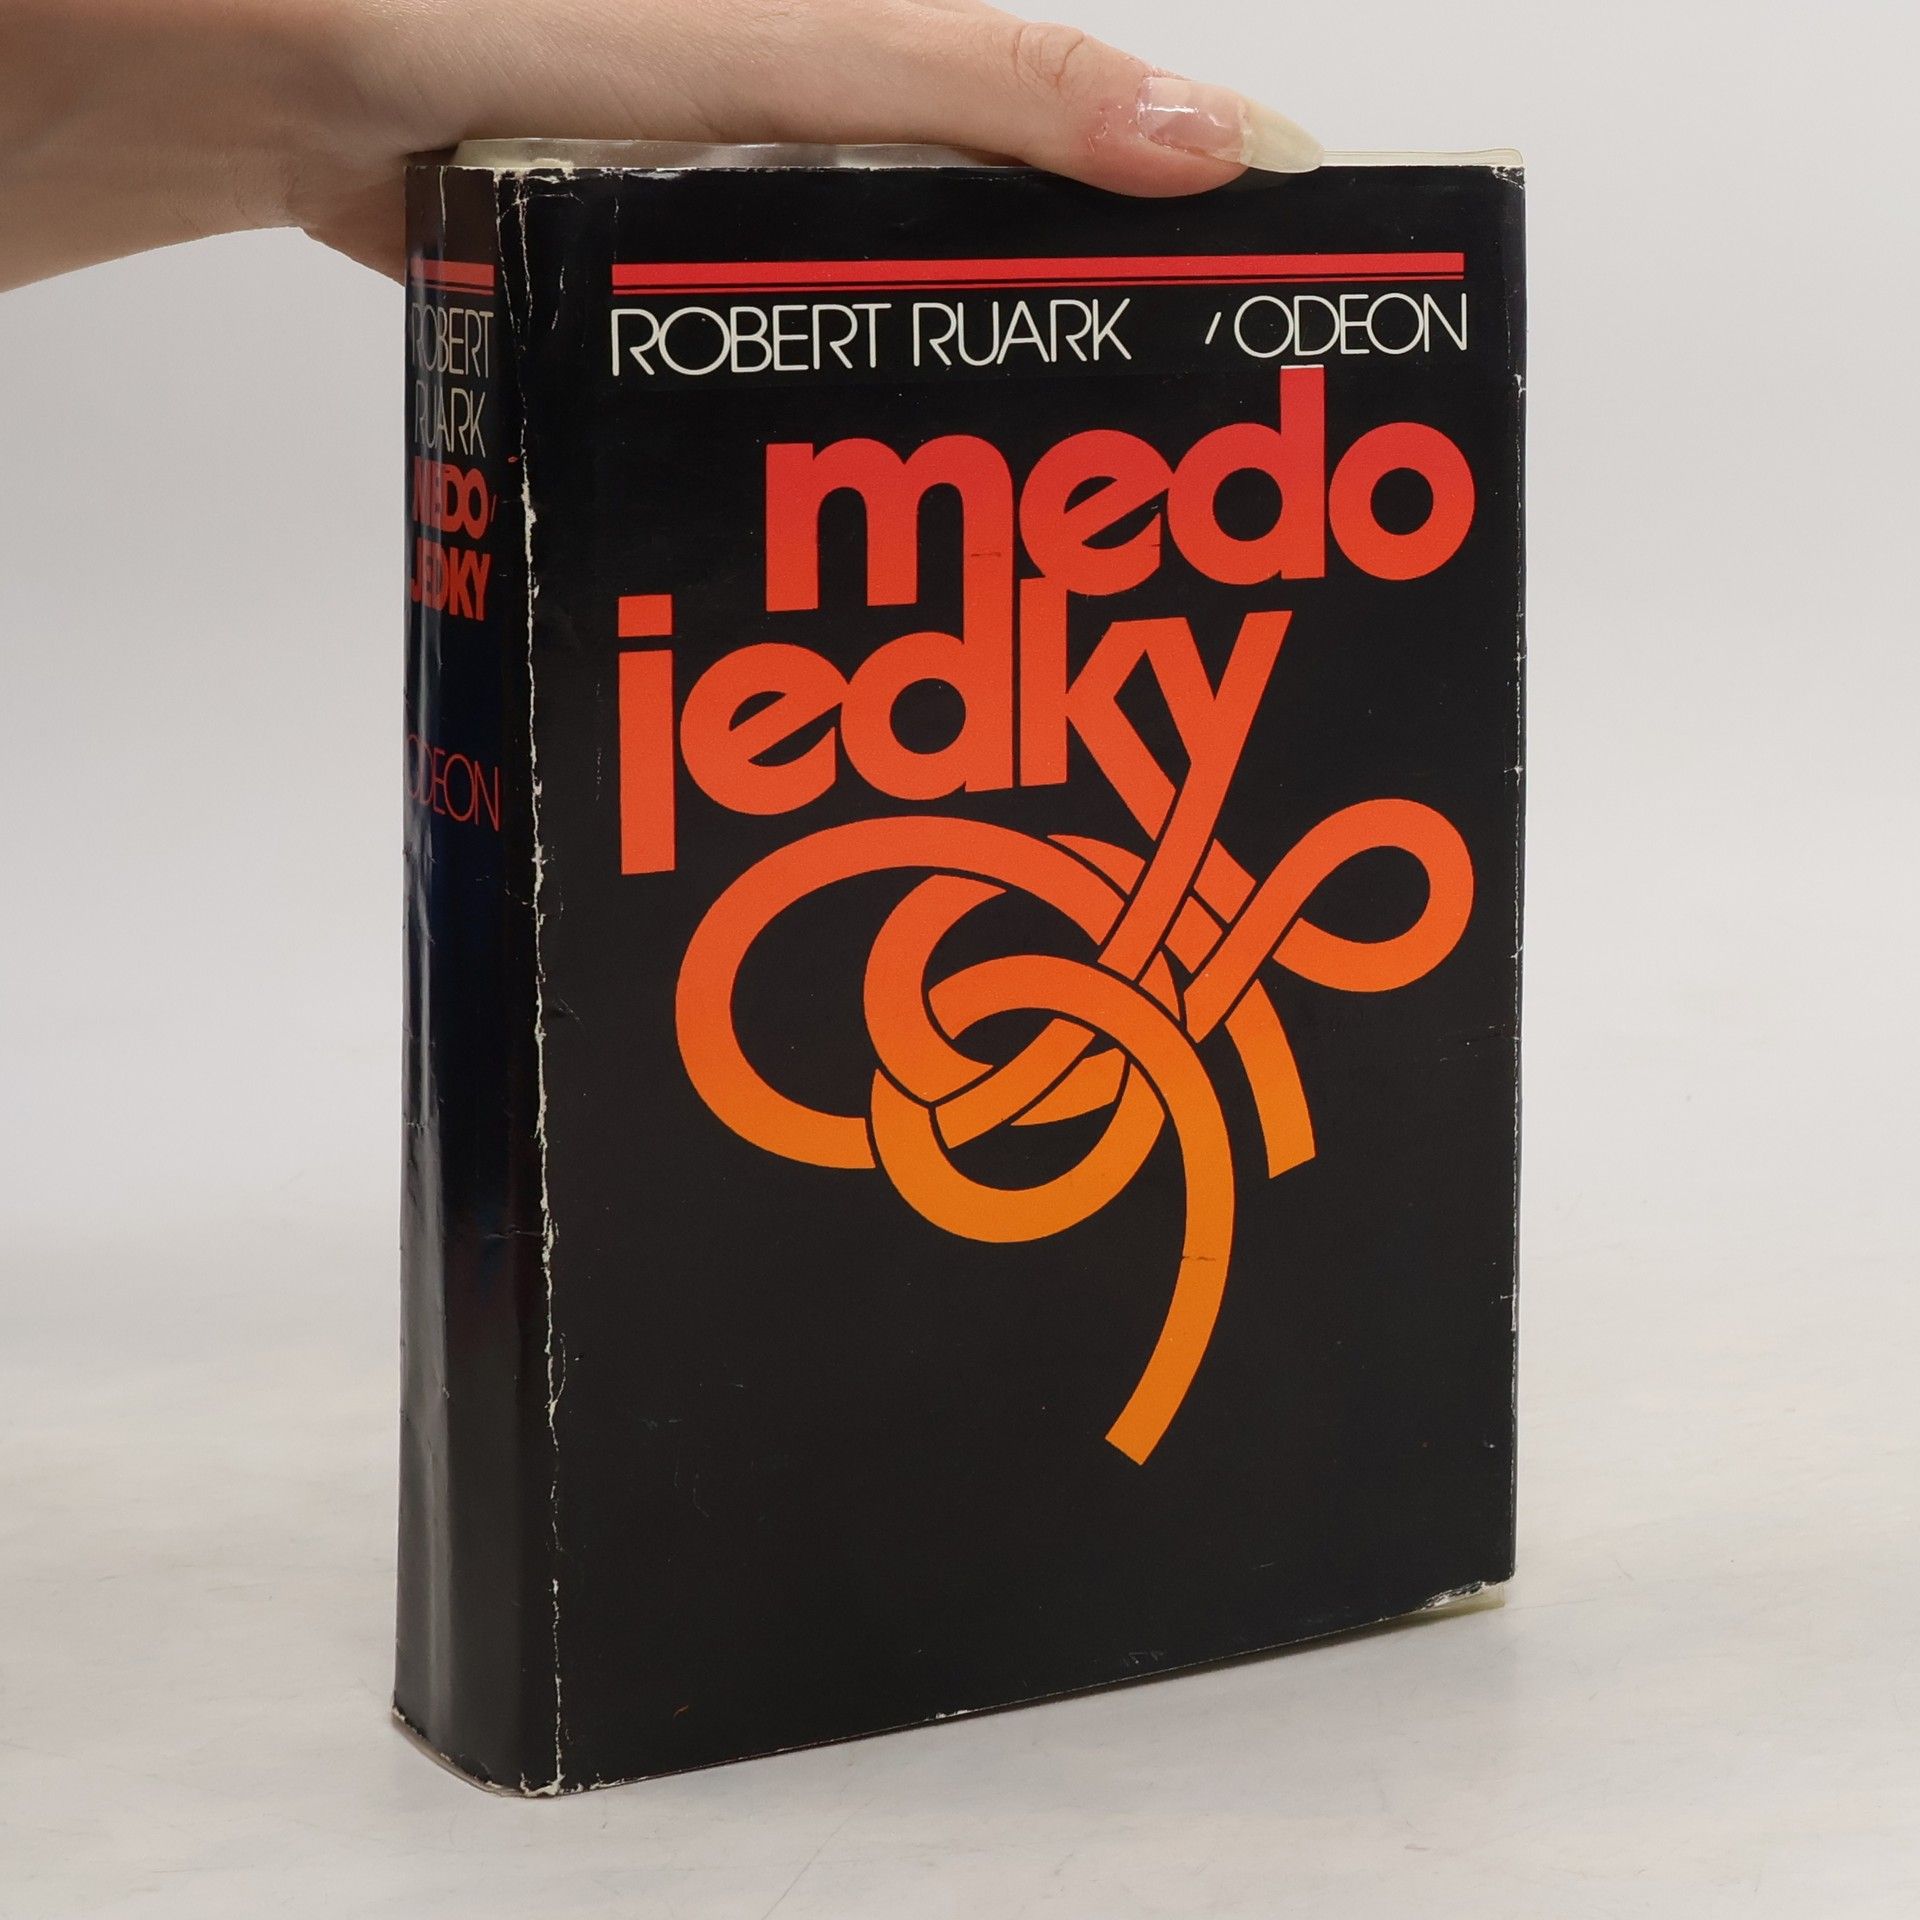 ROBERT RUARK /ODEON
medo
jedky
ROBERT
RUARK
MEDO/
JEDKY
ODEON